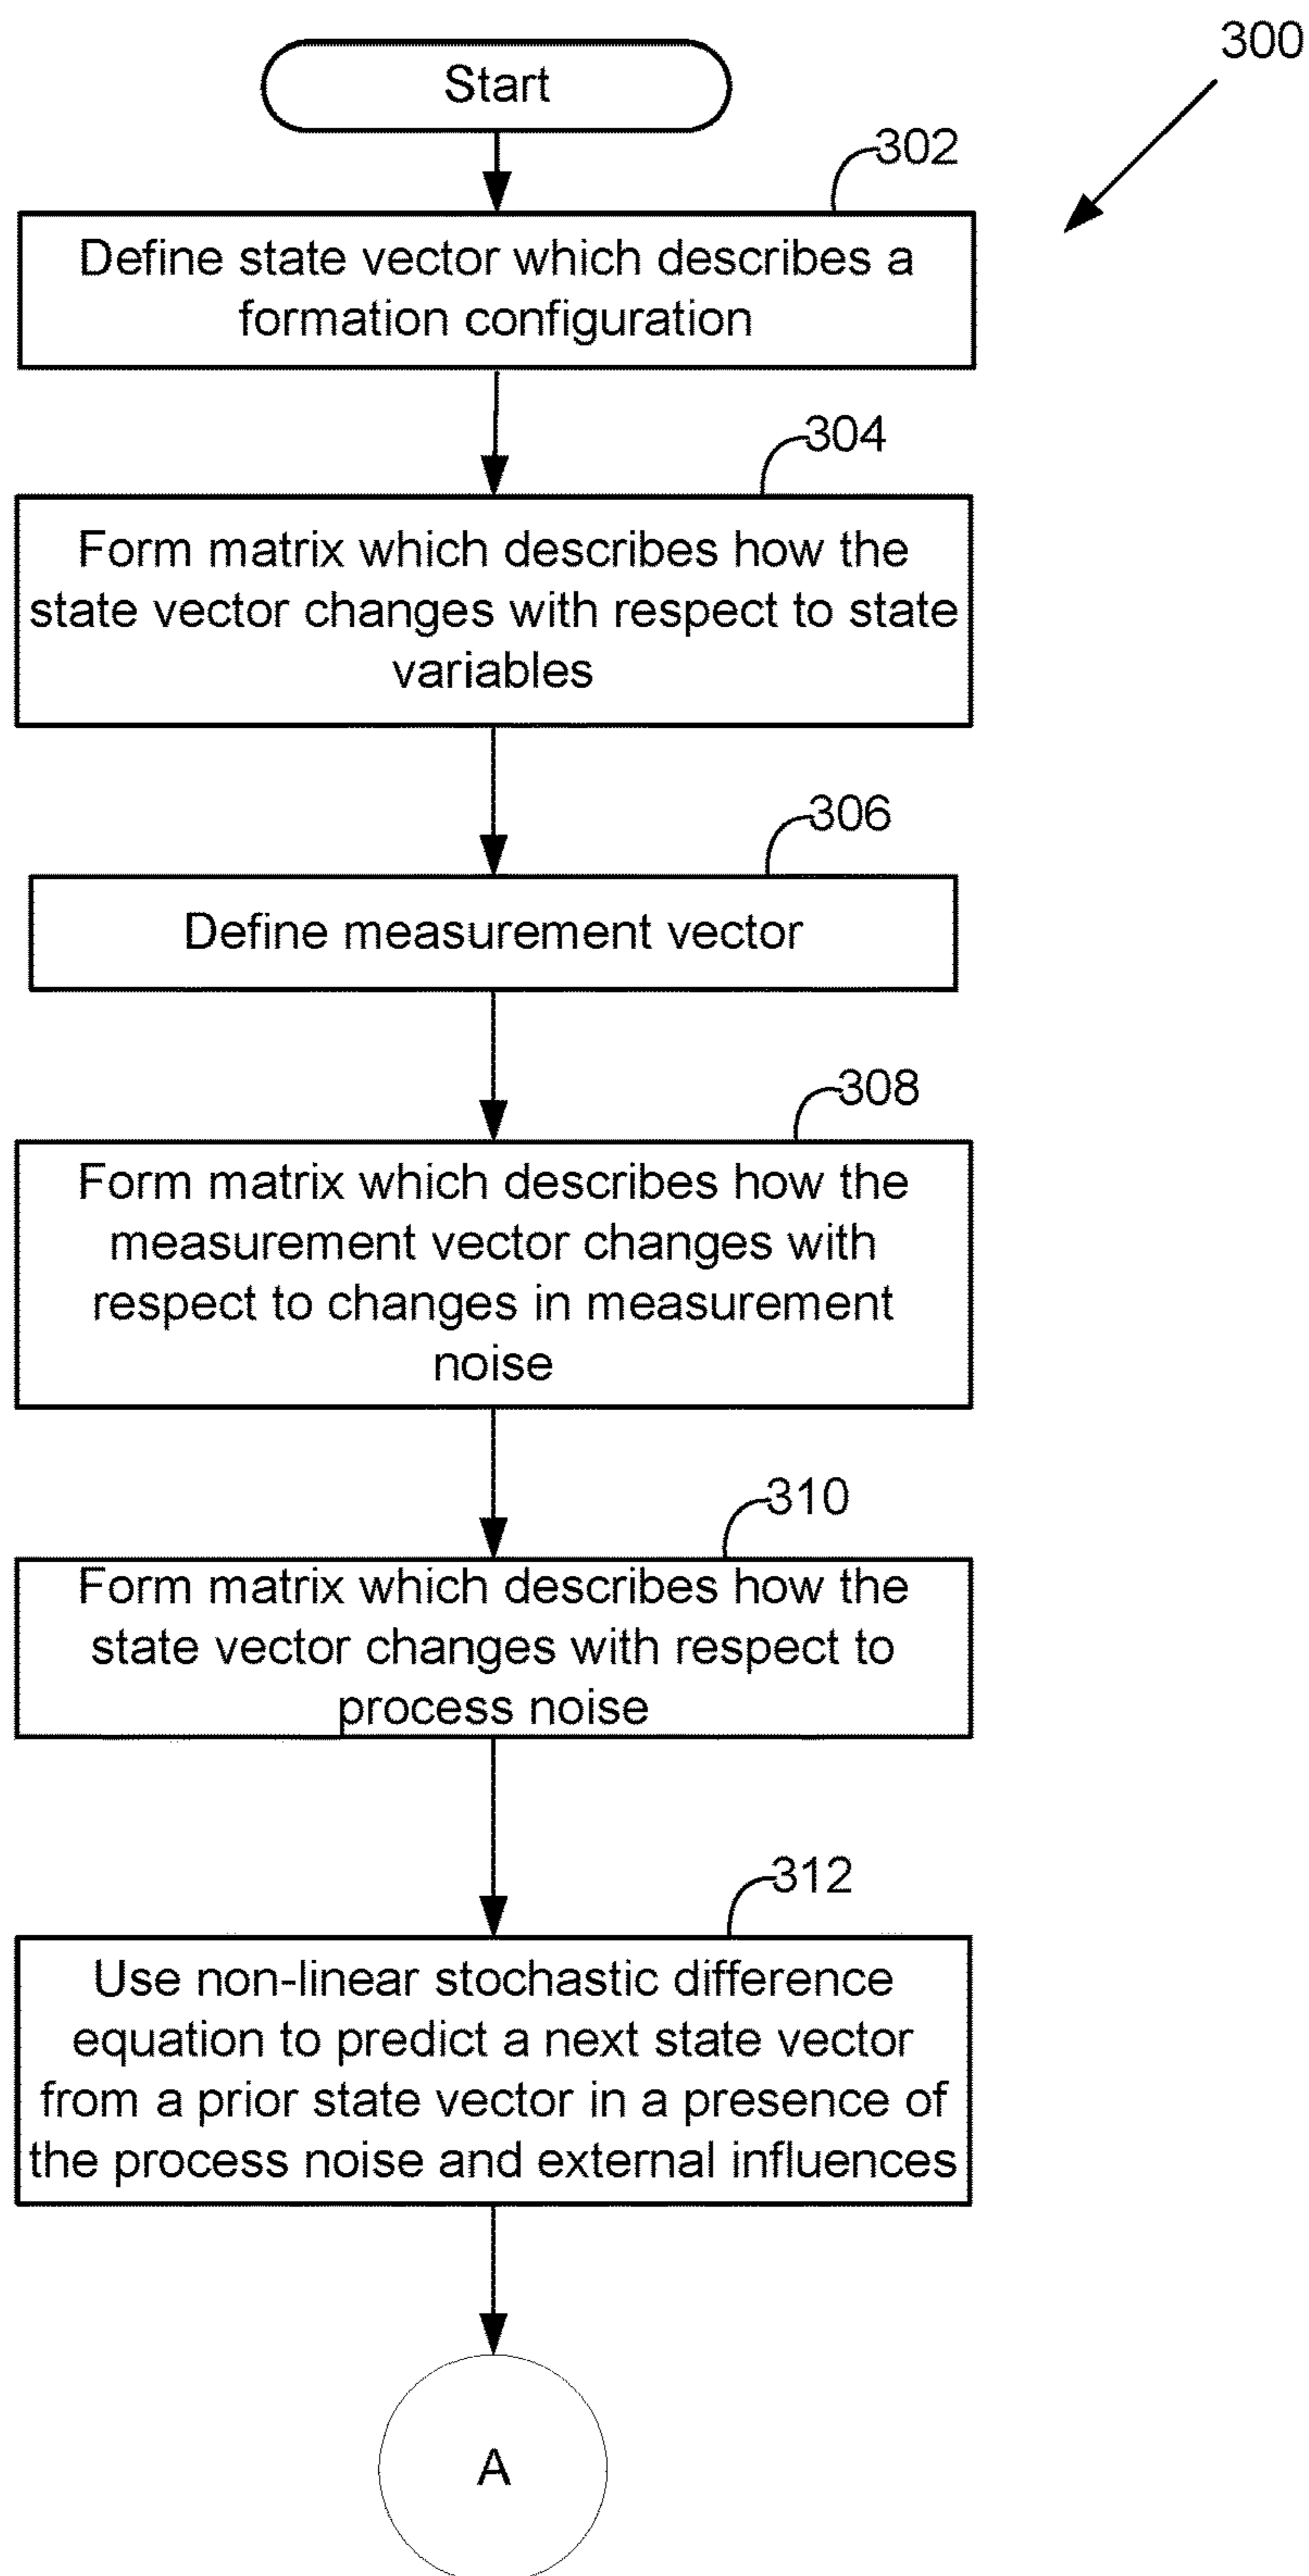 300
Start
302
Define state vector which describes a
formation configuration
304
Form matrix which describes how the
state vector changes with respect to state
variables
306
Define measurement vector
308
Form matrix which describes how the
measurement vector changes with
respect to changes in measurement
noise
310
Form matrix which describes how the
state vector changes with respect to
process noise
312
Use non-linear stochastic difference
equation to predict a next state vector
from a prior state vector in a presence of
the process noise and external influences
A